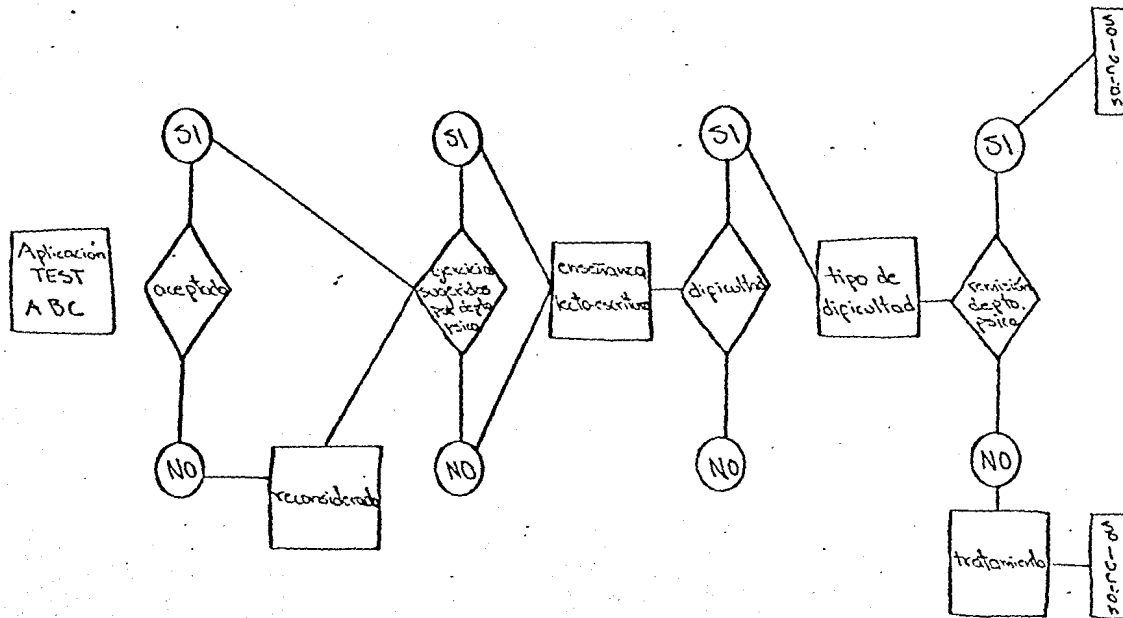 Aplicación
TEST
ABC
SI
aceptado
NO
reconsiderado
SI
Ejercicios
sugeridos
por depto
psico
NO
enseñanza
lecto-escritura
SI
dificultad
NO
tipo de
dificultad
SI
remisión
depto.
psico
NO
tratamiento